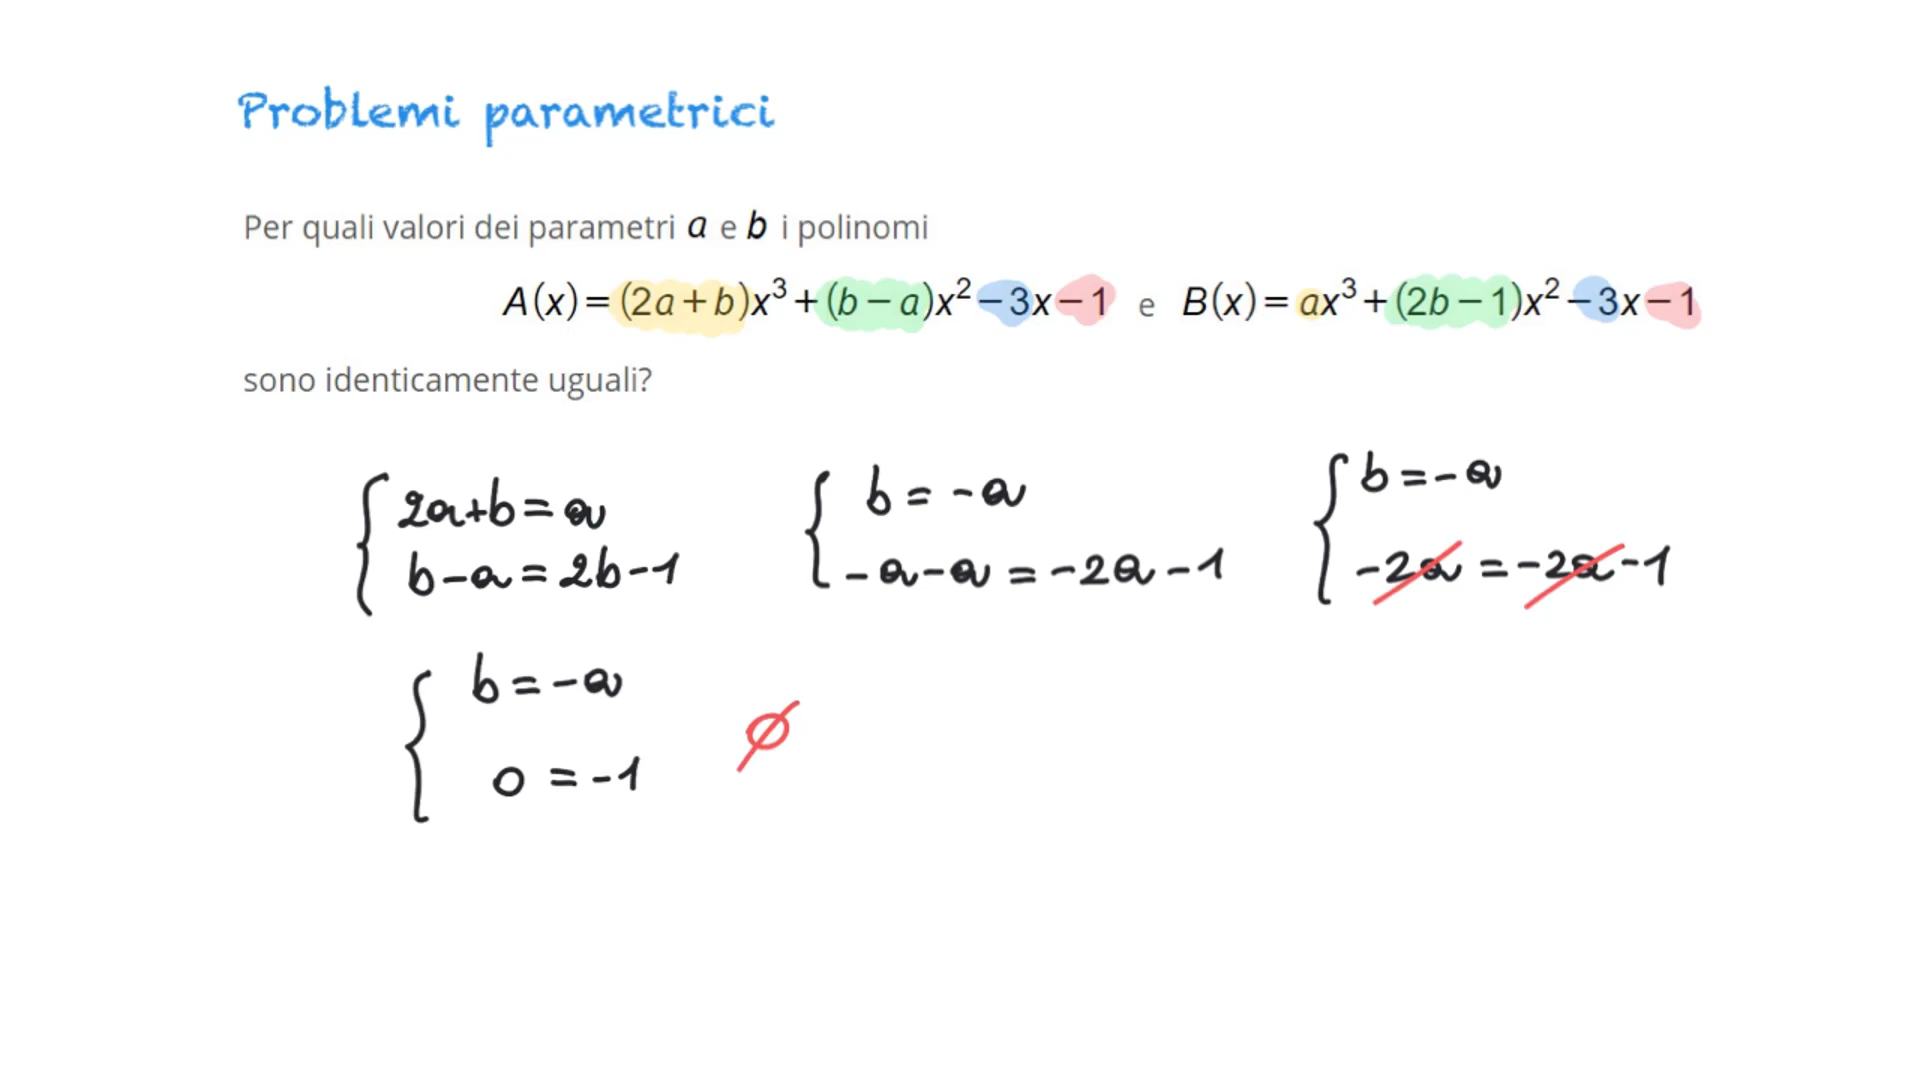 Problemi parametrici
Per quali valori dei parametri a e b i polinomi
A(x)=(2a+b)x³+(b−a)x²−3x−1 e B(x)=ax³+(2b−1)x²−3x−1
sono identicamente uguali?
{ 2a+b=a
b-a=2b-1
{ b=-a
-a-a=-2a-1
{ b=-a
-2a=-2a-1
{ b=-a
0=-1
∅